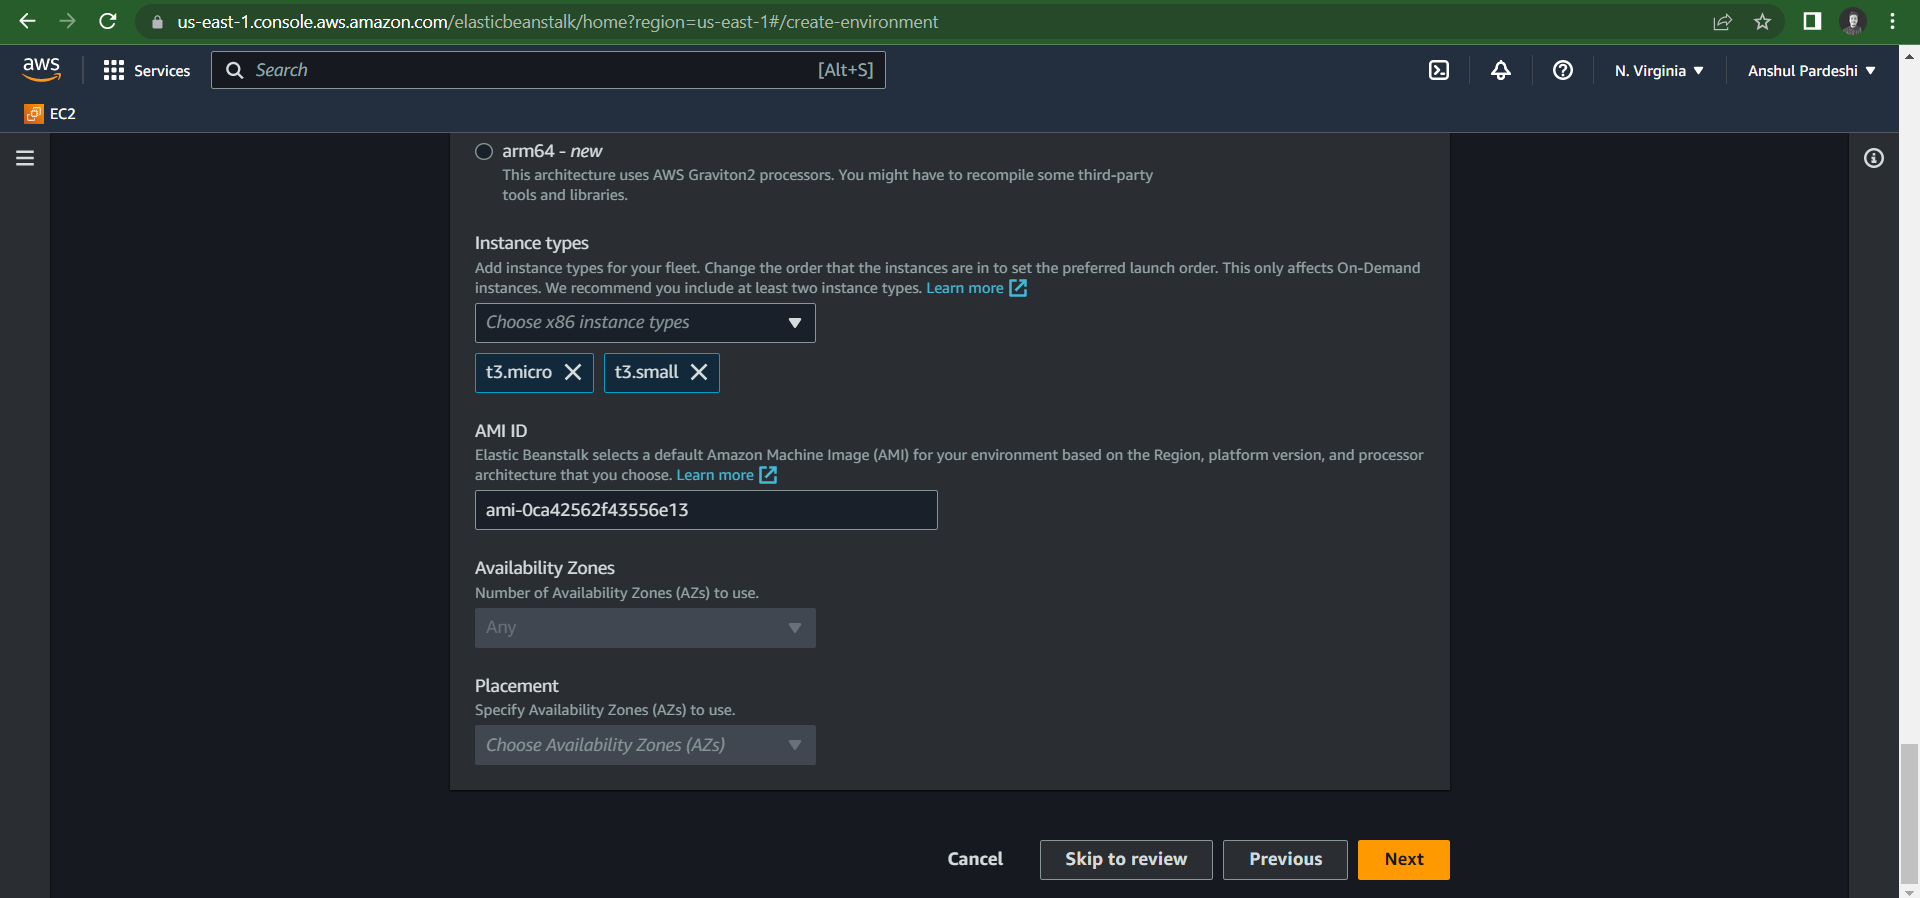 us-east-1.console.aws.amazon.com/elasticbeanstalk/home?region=us-east-1#/create-environment
aws
Services
Search
[Alt+S]
N. Virginia
Anshul Pardeshi
EC2
arm64 - new
This architecture uses AWS Graviton2 processors. You might have to recompile some third-party
tools and libraries.
Instance types
Add instance types for your fleet. Change the order that the instances are in to set the preferred launch order. This only affects On-Demand
instances. We recommend you include at least two instance types. Learn more
Choose x86 instance types
t3.micro
t3.small
AMI ID
Elastic Beanstalk selects a default Amazon Machine Image (AMI) for your environment based on the Region, platform version, and processor
architecture that you choose. Learn more
ami-0ca42562f43556e13
Availability Zones
Number of Availability Zones (AZs) to use.
Any
Placement
Specify Availability Zones (AZs) to use.
Choose Availability Zones (AZs)
Cancel
Skip to review
Previous
Next